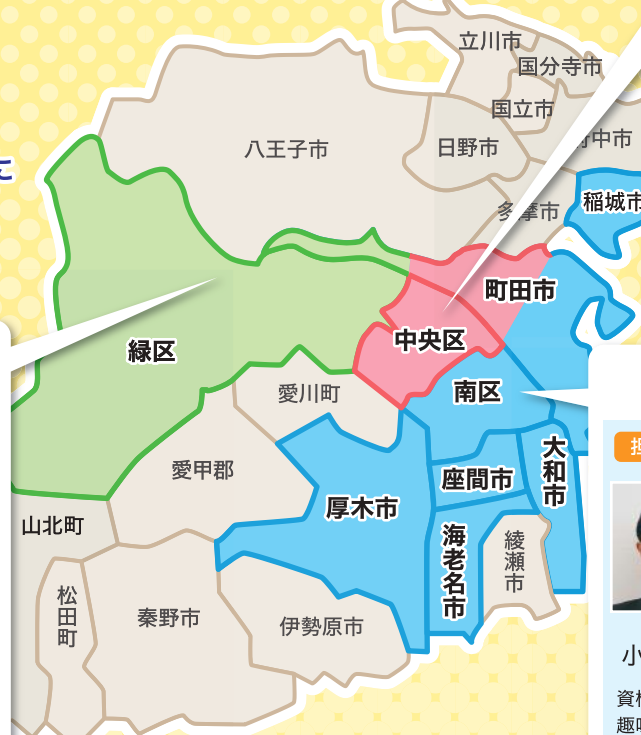 立川市
国分寺市
国立市
八王子市
日野市
中市
多摩市
稲城市
に
町田市
中央区
緑区
南区
愛川町
愛甲郡
大和市
座間市
厚木市
山北町
海老名市
綾瀬市
松田町
秦野市
伊勢原市
小
趣